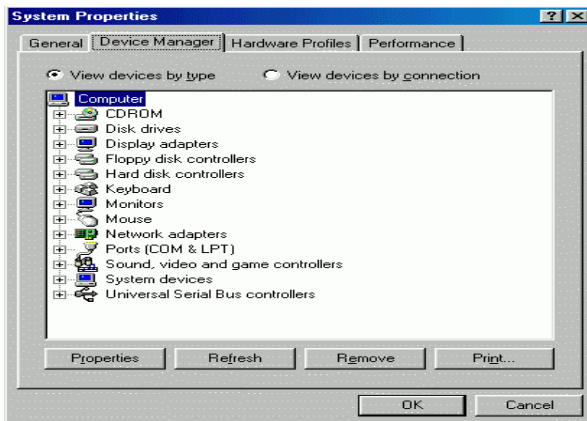 System Properties
General Device Manager Hardware Profiles Performance
View devices by type View devices by connection
Computer
CDROM
Disk drives
Display adapters
Floppy disk controllers
Hard disk controllers
Keyboard
Monitors
Mouse
Network adapters
Ports (COM & LPT)
Sound, video and game controllers
System devices
Universal Serial Bus controllers
Properties Refresh Remove Print...
OK Cancel